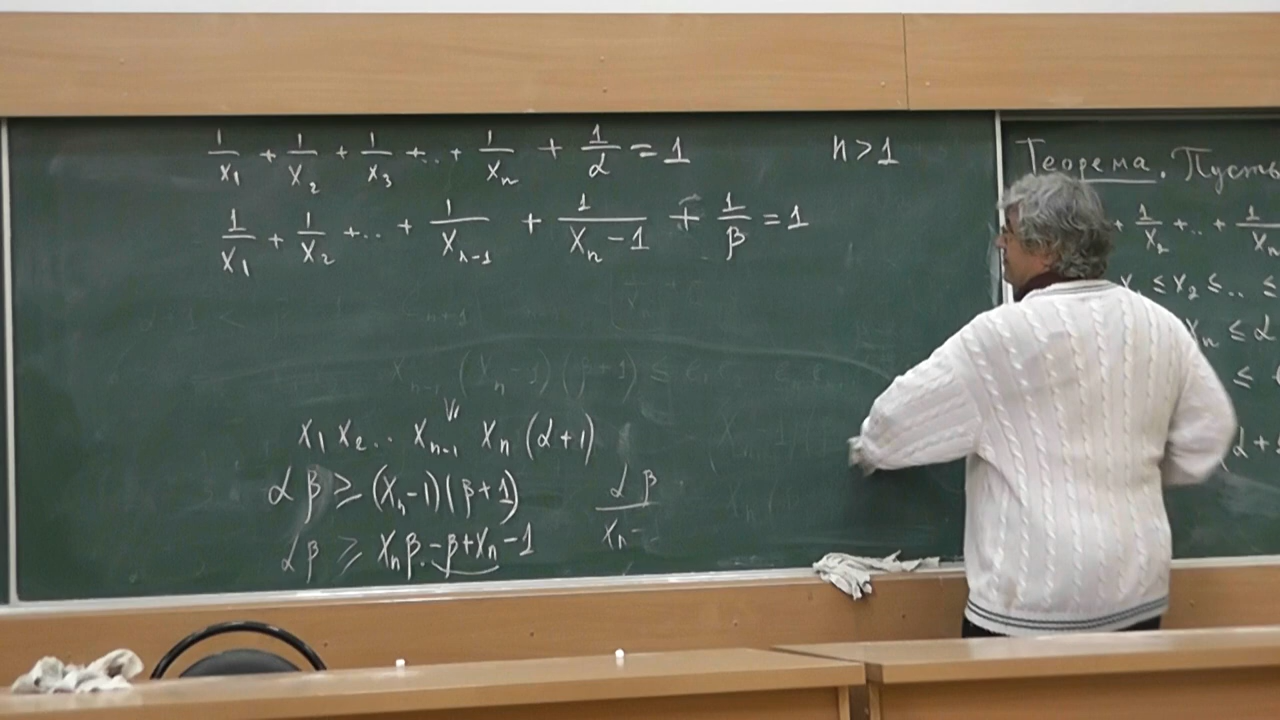 1/x₁ + 1/x₂ + 1/x₃ + .. + 1/xₙ + 1/α = 1
n > 1
1/x₁ + 1/x₂ + .. + 1/xₙ₋₁ + 1/(xₙ - 1) + 1/β = 1
x₁ x₂ .. xₙ₋₁ xₙ (α+1)
αβ ≥ (xₙ-1)(β+1)
αβ ≥ xₙβ - β + xₙ - 1
αβ
xₙ -
Теорема. Пусть
+ 1/x₂ + .. + 1/xₙ
x₁ ≤ x₂ ≤ .. ≤
xₙ ≤ α
≤
α +